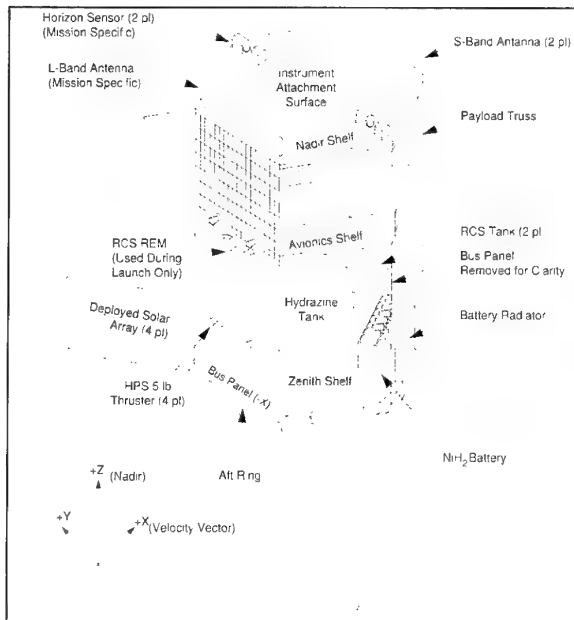 Horizon Sensor (2 pl)
(Mission Specific)
S-Band Antenna (2 pl)
L-Band Antenna
(Mission Specific)
Instrument
Attachment
Surface
Payload Truss
Nadir Shelf
RCS REM
(Used During
Launch Only)
Avionics Shelf
RCS Tank (2 pl
Bus Panel
Removed for Clarity
Deployed Solar
Array (4 pl)
Hydrazine
Tank
Battery Radiator
HPS 5 lb
Thruster (4 pl)
Bus Panel (-X)
Zenith Shelf
NiH2 Battery
+Z (Nadir)
Aft Ring
+Y
+X (Velocity Vector)